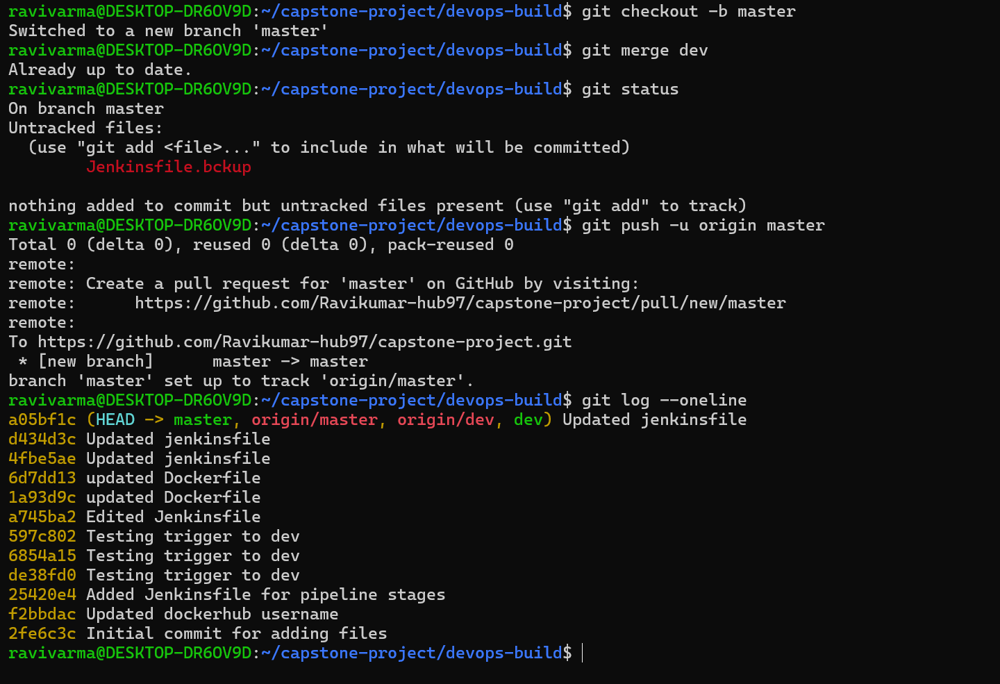 ravivarma@DESKTOP-DR6OV9D:~/capstone-project/devops-build$ git checkout -b master
Switched to a new branch 'master'
ravivarma@DESKTOP-DR6OV9D:~/capstone-project/devops-build$ git merge dev
Already up to date.
ravivarma@DESKTOP-DR6OV9D:~/capstone-project/devops-build$ git status
On branch master
Untracked files:
  (use "git add <file>..." to include in what will be committed)
        Jenkinsfile.bckup

nothing added to commit but untracked files present (use "git add" to track)
ravivarma@DESKTOP-DR6OV9D:~/capstone-project/devops-build$ git push -u origin master
Total 0 (delta 0), reused 0 (delta 0), pack-reused 0
remote:
remote: Create a pull request for 'master' on GitHub by visiting:
remote:      https://github.com/Ravikumar-hub97/capstone-project/pull/new/master
remote:
To https://github.com/Ravikumar-hub97/capstone-project.git
 * [new branch]      master -> master
branch 'master' set up to track 'origin/master'.
ravivarma@DESKTOP-DR6OV9D:~/capstone-project/devops-build$ git log --oneline
a05bf1c (HEAD -> master, origin/master, origin/dev, dev) Updated jenkinsfile
d434d3c Updated jenkinsfile
4fbe5ae Updated jenkinsfile
6d7dd13 updated Dockerfile
1a93d9c updated Dockerfile
a745ba2 Edited Jenkinsfile
597c802 Testing trigger to dev
6854a15 Testing trigger to dev
de38fd0 Testing trigger to dev
25420e4 Added Jenkinsfile for pipeline stages
f2bbdac Updated dockerhub username
2fe6c3c Initial commit for adding files
ravivarma@DESKTOP-DR6OV9D:~/capstone-project/devops-build$